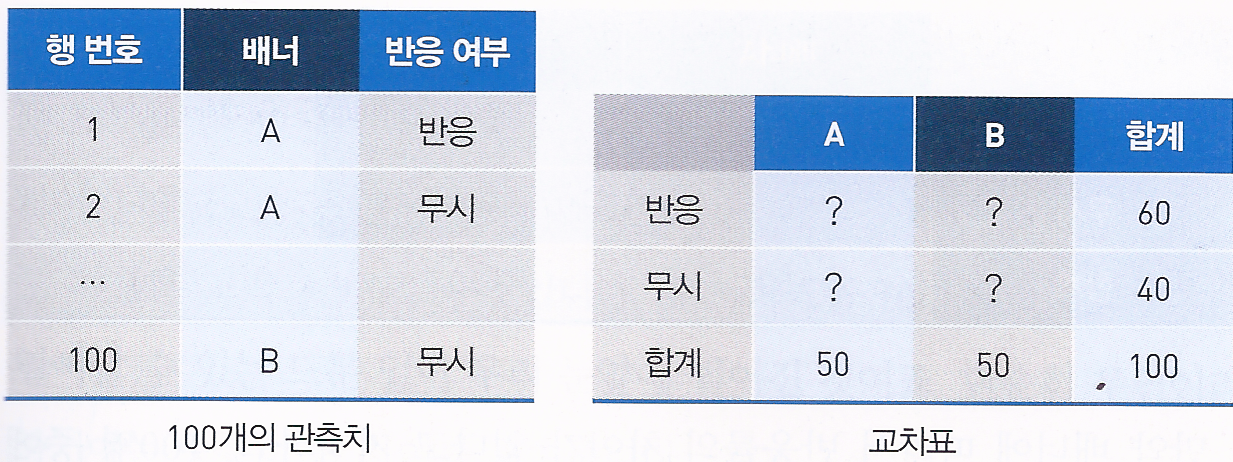 행 번호 배너 반응 여부
1 A 반응
2 A 무시
...
100 B 무시
100개의 관측치
A B 합계
반응 ? ? 60
무시 ? ? 40
합계 50 50 100
교차표